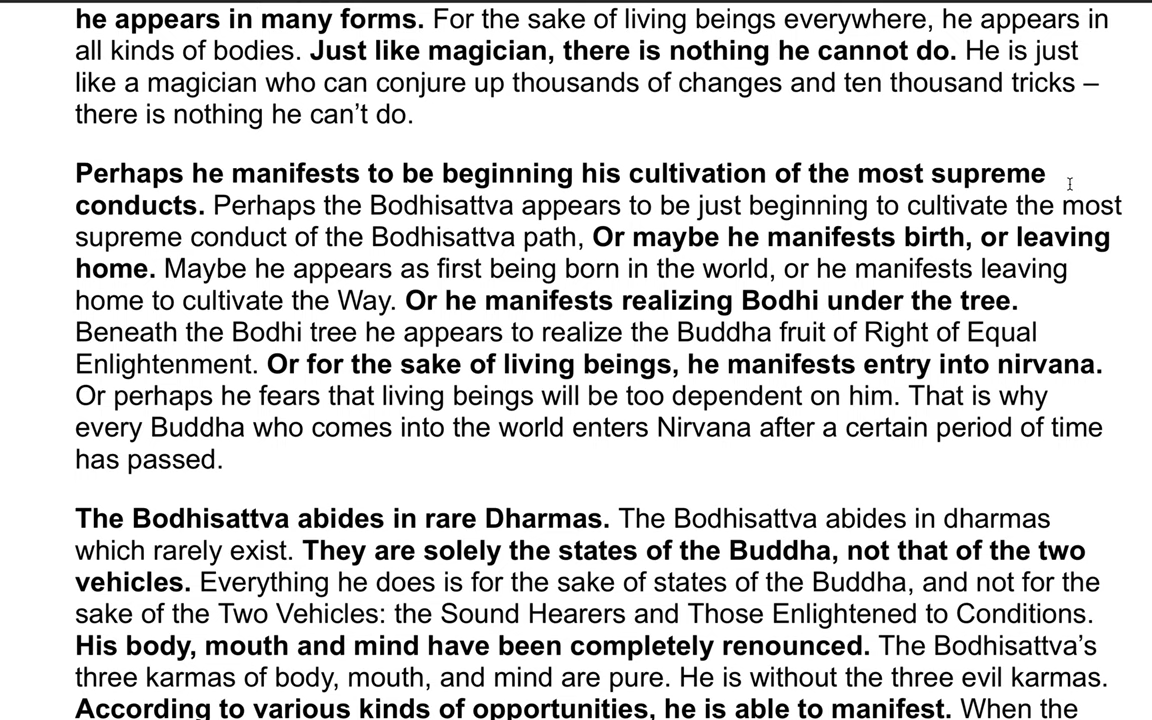 he appears in many forms. For the sake of living beings everywhere, he appears in
all kinds of bodies. Just like magician, there is nothing he cannot do. He is just
like a magician who can conjure up thousands of changes and ten thousand tricks –
there is nothing he can’t do.
Perhaps he manifests to be beginning his cultivation of the most supreme
conducts. Perhaps the Bodhisattva appears to be just beginning to cultivate the most
supreme conduct of the Bodhisattva path, Or maybe he manifests birth, or leaving
home. Maybe he appears as first being born in the world, or he manifests leaving
home to cultivate the Way. Or he manifests realizing Bodhi under the tree.
Beneath the Bodhi tree he appears to realize the Buddha fruit of Right of Equal
Enlightenment. Or for the sake of living beings, he manifests entry into nirvana.
Or perhaps he fears that living beings will be too dependent on him. That is why
every Buddha who comes into the world enters Nirvana after a certain period of time
has passed.
The Bodhisattva abides in rare Dharmas. The Bodhisattva abides in dharmas
which rarely exist. They are solely the states of the Buddha, not that of the two
vehicles. Everything he does is for the sake of states of the Buddha, and not for the
sake of the Two Vehicles: the Sound Hearers and Those Enlightened to Conditions.
His body, mouth and mind have been completely renounced. The Bodhisattva’s
three karmas of body, mouth, and mind are pure. He is without the three evil karmas.
According to various kinds of opportunities, he is able to manifest. When the